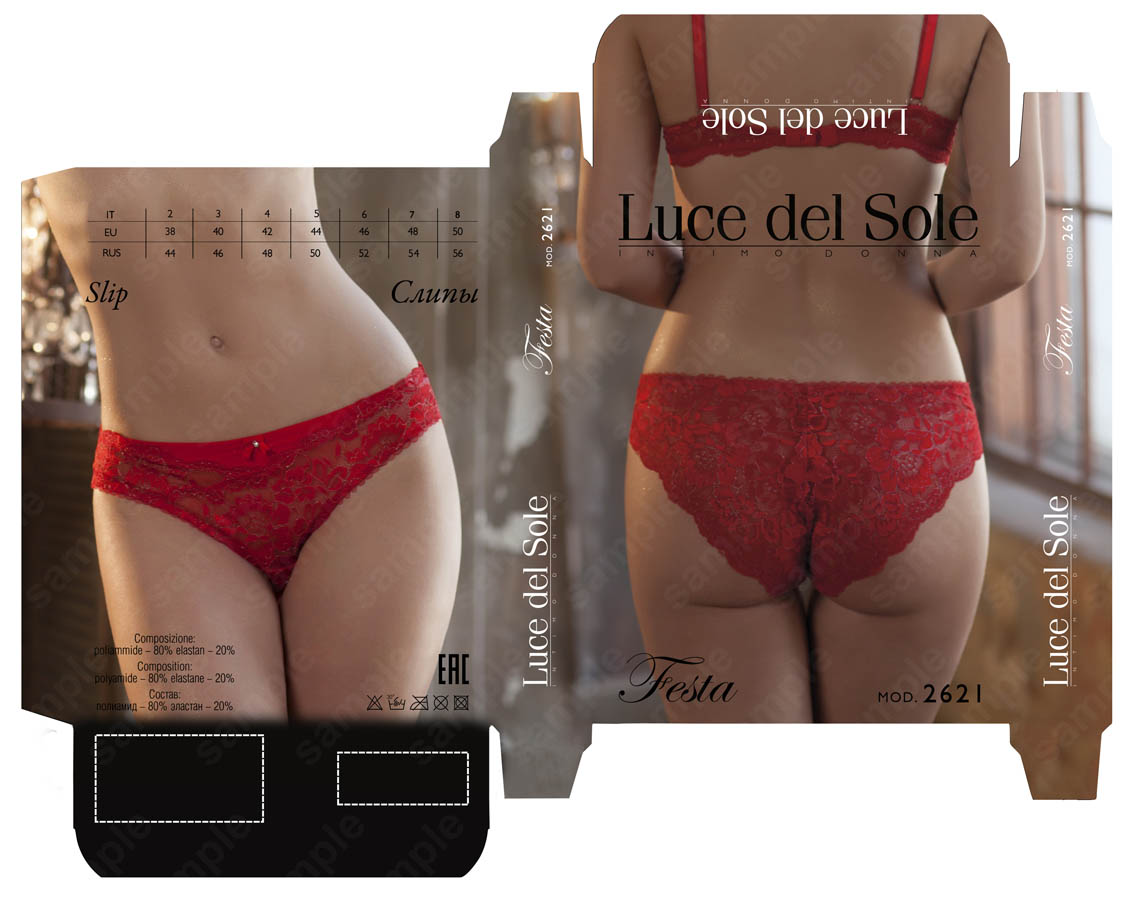 IT 2 3 4 5 6 7 8
EU 38 40 42 44 46 48 50
RUS 44 46 48 50 52 54 56
Slip Слипы
Composizione:
poliammide – 80% elastan – 20%
Composition:
polyamide – 80% elastane – 20%
Состав:
полиамид – 80% эластан – 20%
EAC
MOD. 2621
Festa
Luce del Sole
INTIMO DONNA
Luce del Sole
INTIMO DONNA
Luce del Sole
INTIMO DONNA
Festa
MOD. 2621
MOD. 2621
Festa
Luce del Sole
INTIMO DONNA
sample